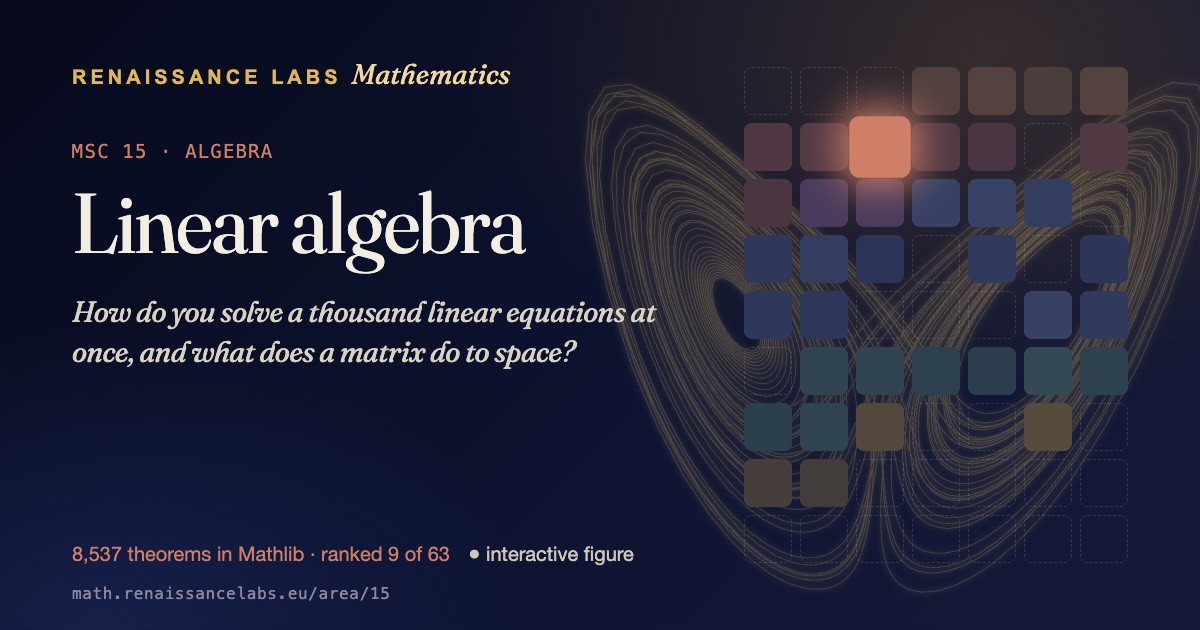 RENAISSANCE LABS Mathematics
MSC 15 · ALGEBRA
Linear algebra
How do you solve a thousand linear equations at
once, and what does a matrix do to space?
8,537 theorems in Mathlib · ranked 9 of 63 ● interactive figure
math.renaissancelabs.eu/area/15